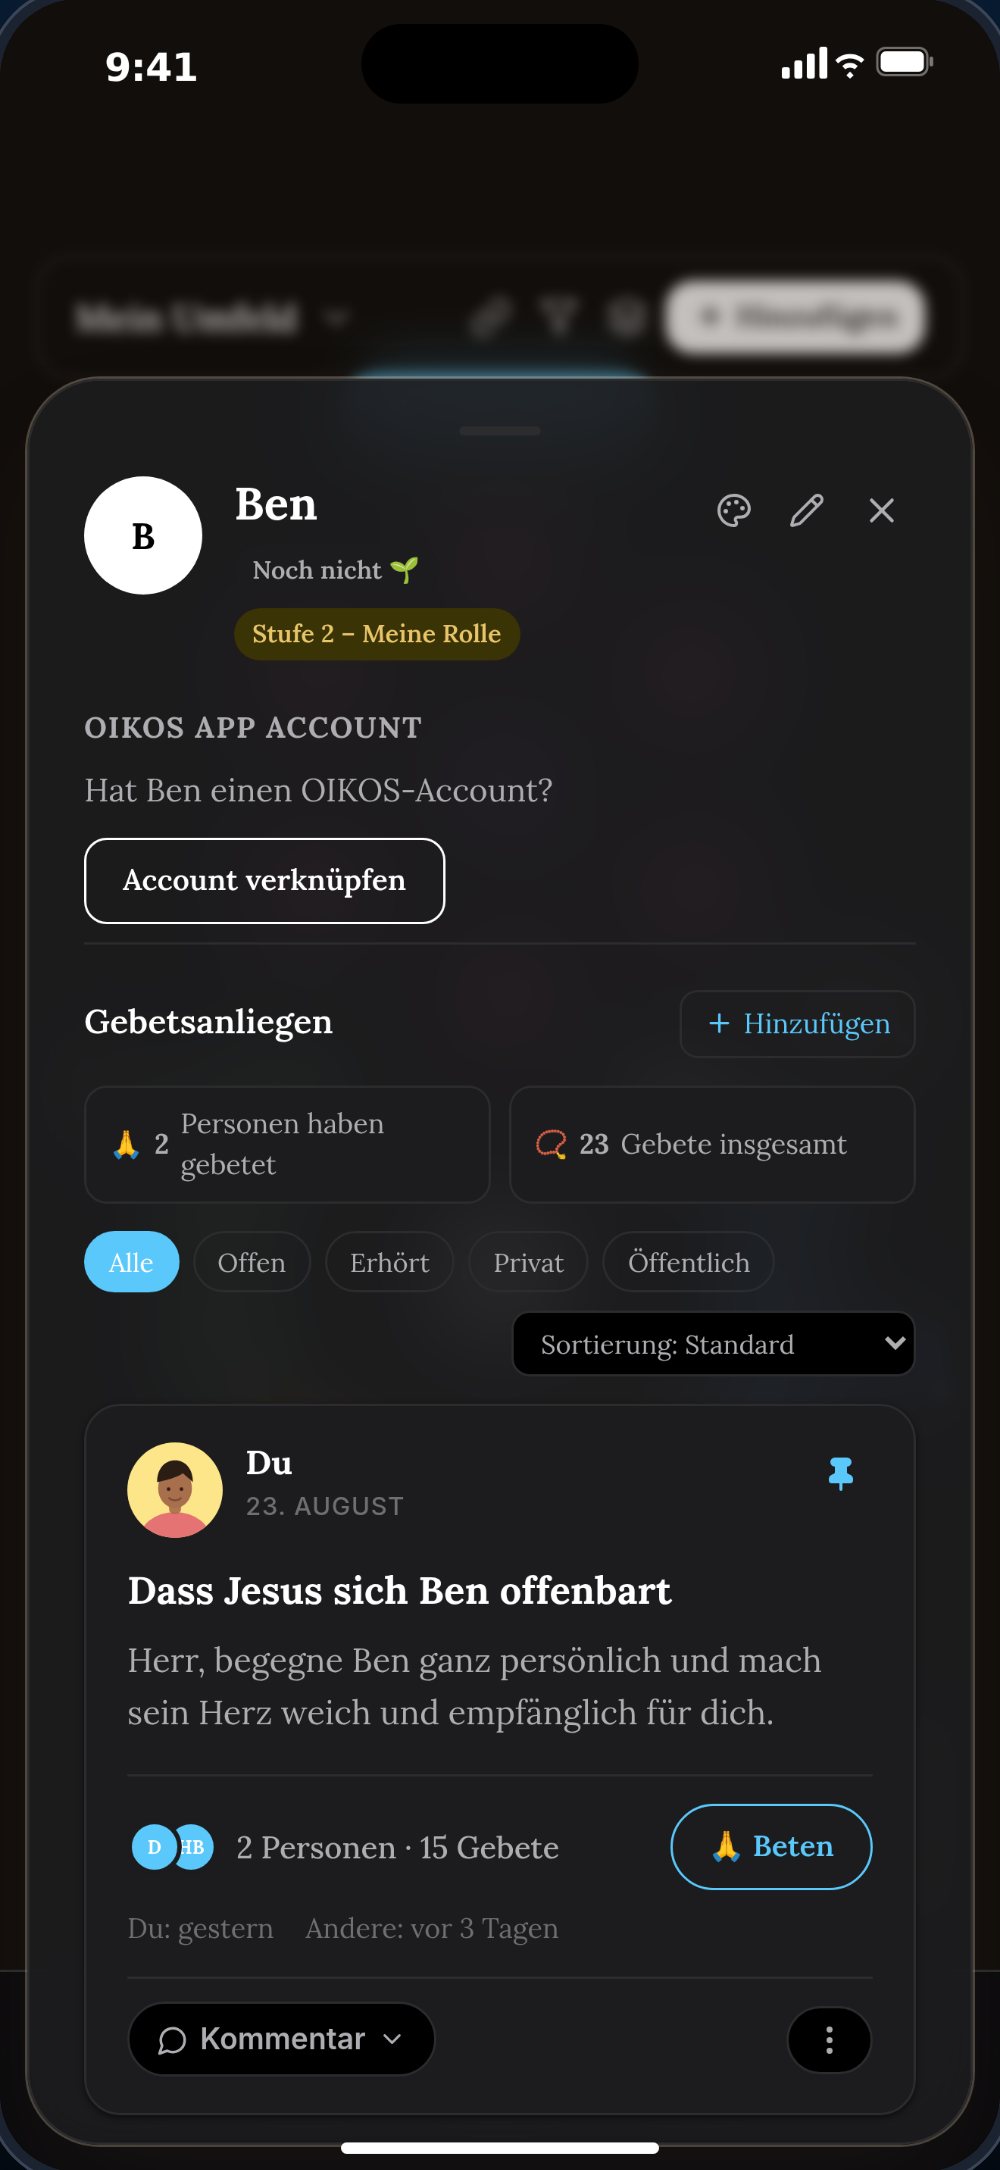 9:41
Mein Umfeld
Hinzufügen
B
Ben
Noch nicht 🌱
Stufe 2 – Meine Rolle
OIKOS APP ACCOUNT
Hat Ben einen OIKOS-Account?
Account verknüpfen
Gebetsanliegen
+ Hinzufügen
🙏 2 Personen haben
gebetet
📿 23 Gebete insgesamt
Alle
Offen
Erhört
Privat
Öffentlich
Sortierung: Standard
Du
23. AUGUST
Dass Jesus sich Ben offenbart
Herr, begegne Ben ganz persönlich und mach
sein Herz weich und empfänglich für dich.
D
HB
2 Personen · 15 Gebete
🙏 Beten
Du: gestern Andere: vor 3 Tagen
Kommentar